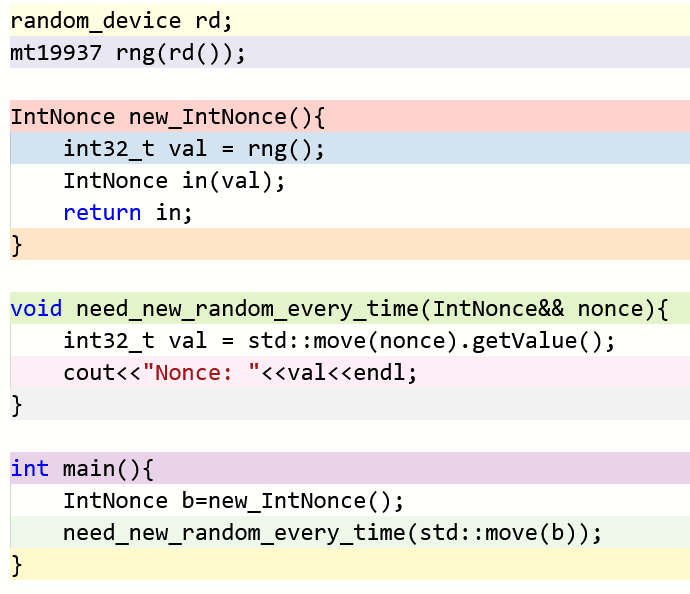 random_device rd;
mt19937 rng(rd());
IntNonce new_IntNonce(){
int32_t val = rng();
IntNonce in(val);
return in;
}
void need_new_random_every_time(IntNonce&& nonce){
int32_t val = std::move(nonce).getValue();
cout<<"Nonce: "<<val<<endl;
}
int main(){
IntNonce b=new_IntNonce();
need_new_random_every_time(std::move(b));
}